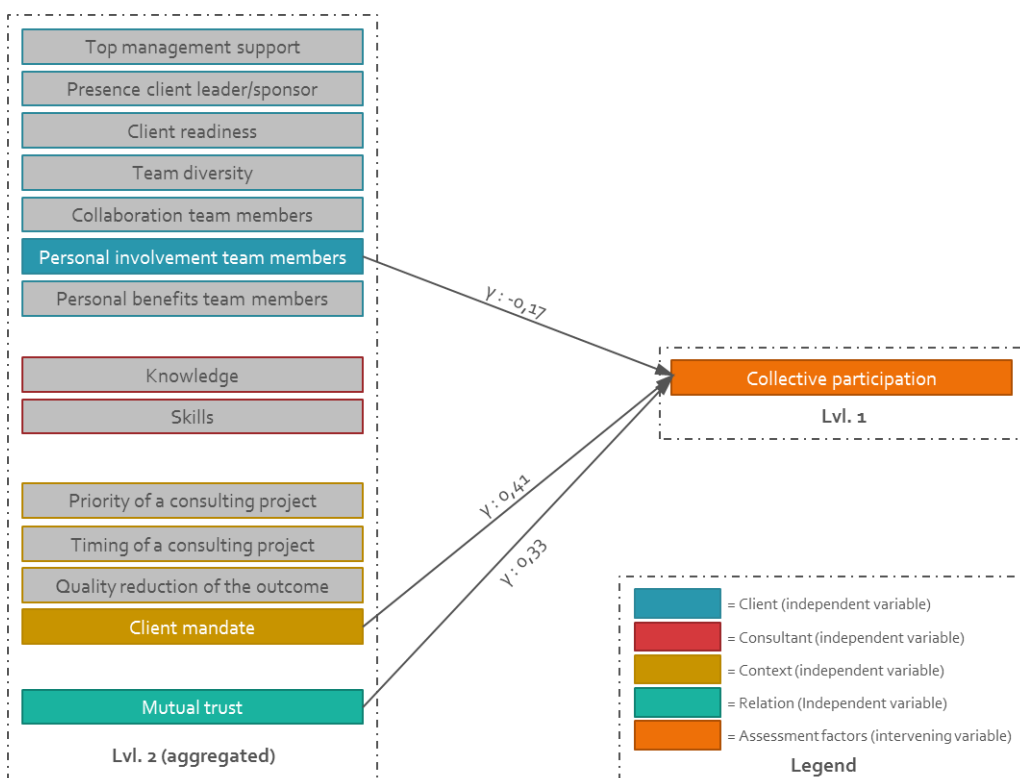 Top management support
Presence client leader/sponsor
Client readiness
Team diversity
Collaboration team members
Personal involvement team members
Personal benefits team members
Knowledge
Skills
Priority of a consulting project
Timing of a consulting project
Quality reduction of the outcome
Client mandate
Mutual trust
Lvl. 2 (aggregated)
γ : -0,17
γ : 0,41
γ : 0,33
Collective participation
Lvl. 1
= Client (independent variable)
= Consultant (independent variable)
= Context (independent variable)
= Relation (Independent variable)
= Assessment factors (intervening variable)
Legend